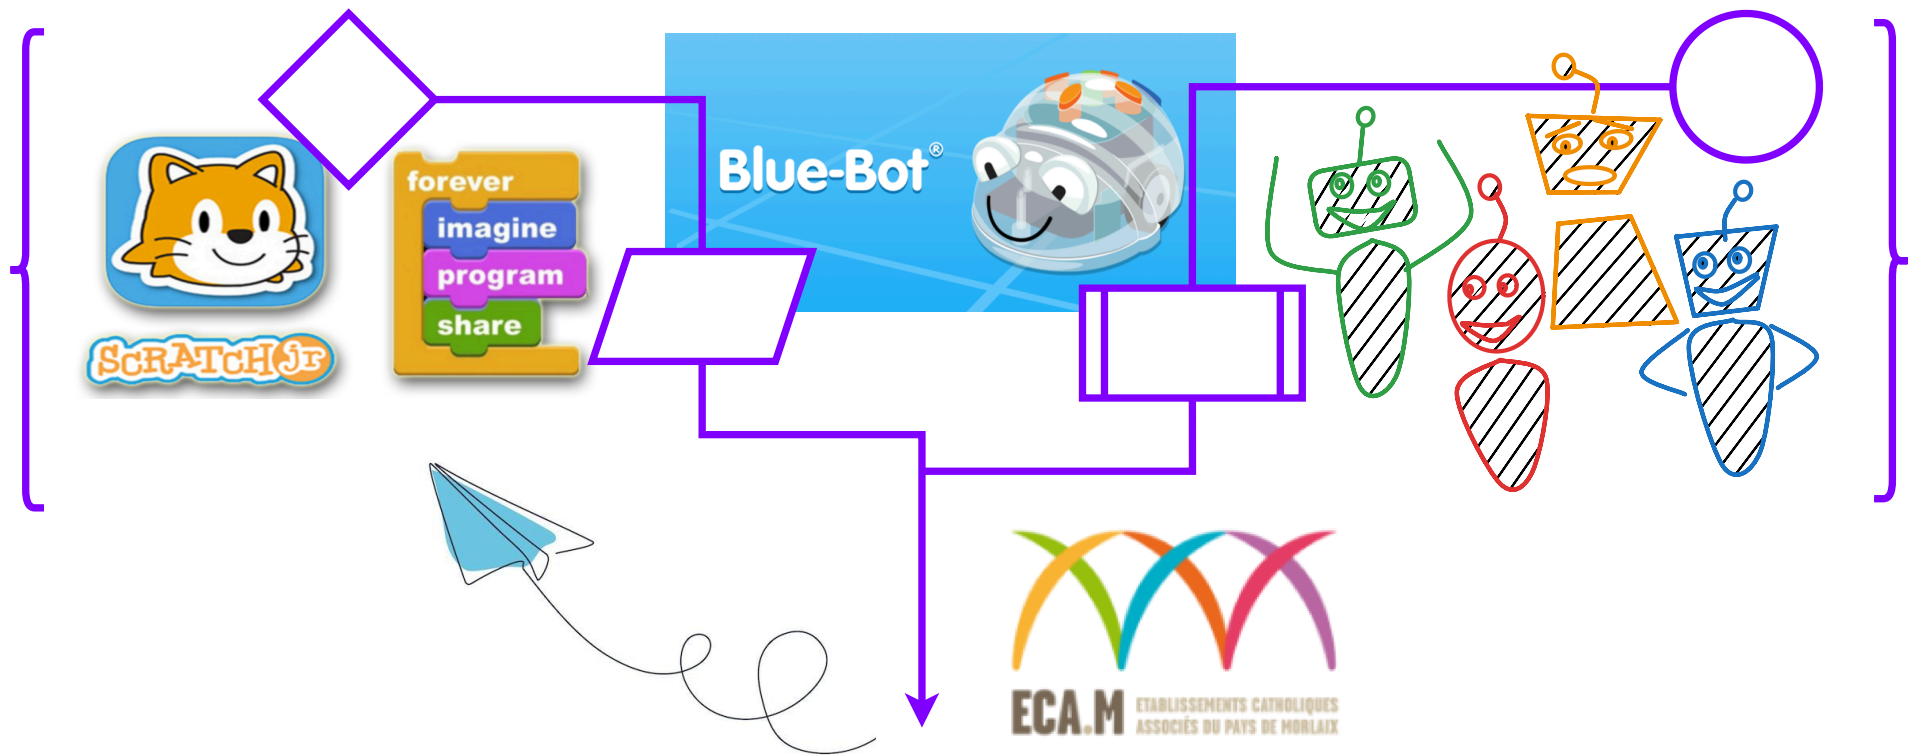 SCRATCH jr
forever
imagine
program
share
Blue-Bot®
ECA.M
ETABLISSEMENTS CATHOLIQUES
ASSOCIÉS DU PAYS DE MORLAIX